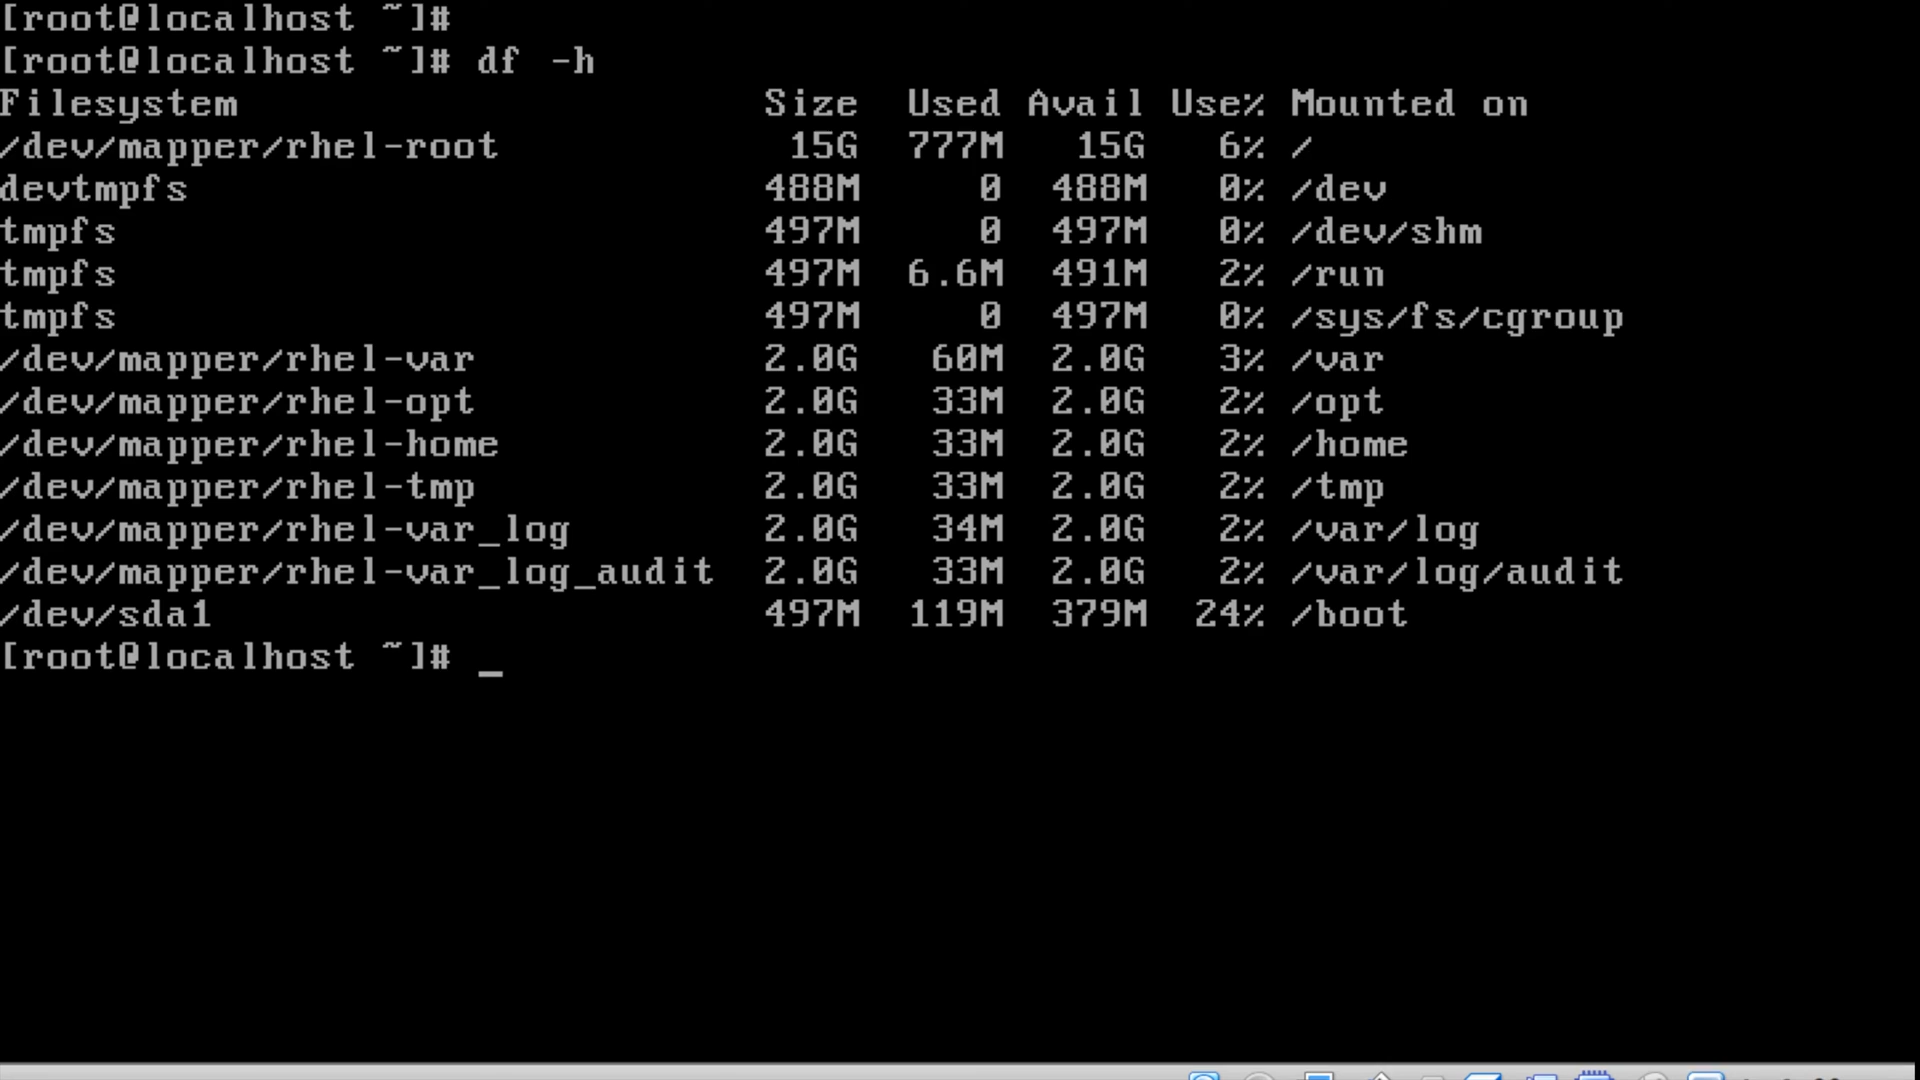 [root@localhost ~]#
[root@localhost ~]# df -h
Filesystem Size Used Avail Use% Mounted on
/dev/mapper/rhel-root 15G 777M 15G 6% /
devtmpfs 488M 0 488M 0% /dev
tmpfs 497M 0 497M 0% /dev/shm
tmpfs 497M 6.6M 491M 2% /run
tmpfs 497M 0 497M 0% /sys/fs/cgroup
/dev/mapper/rhel-var 2.0G 60M 2.0G 3% /var
/dev/mapper/rhel-opt 2.0G 33M 2.0G 2% /opt
/dev/mapper/rhel-home 2.0G 33M 2.0G 2% /home
/dev/mapper/rhel-tmp 2.0G 33M 2.0G 2% /tmp
/dev/mapper/rhel-var_log 2.0G 34M 2.0G 2% /var/log
/dev/mapper/rhel-var_log_audit 2.0G 33M 2.0G 2% /var/log/audit
/dev/sda1 497M 119M 379M 24% /boot
[root@localhost ~]# _